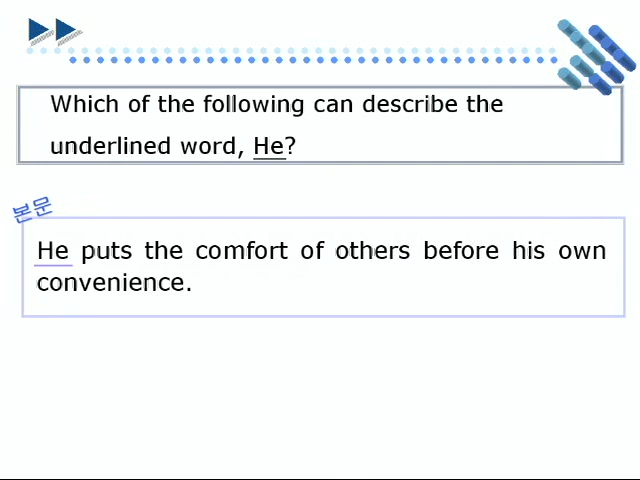 Which of the following can describe the
underlined word, He?
본문
He puts the comfort of others before his own
convenience.